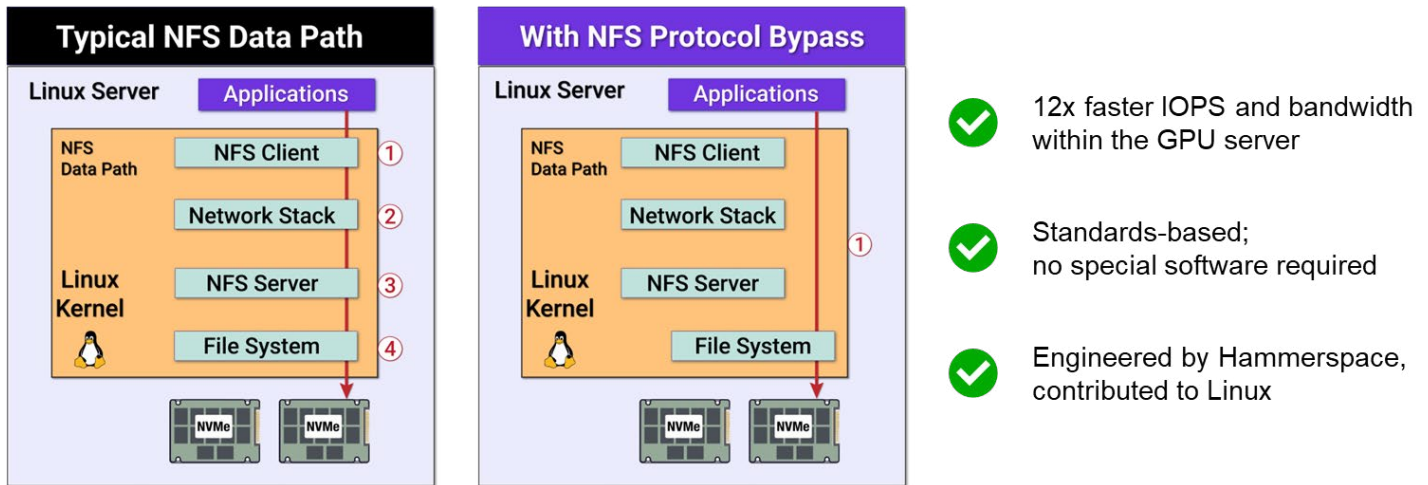 Typical NFS Data Path
Linux Server
Applications
NFS
Data Path
NFS Client
①
Network Stack
②
Linux
Kernel
NFS Server
③
File System
④
NVMe
NVMe
With NFS Protocol Bypass
Linux Server
Applications
NFS
Data Path
NFS Client
Network Stack
①
Linux
Kernel
NFS Server
File System
NVMe
NVMe
12x faster IOPS and bandwidth
within the GPU server
Standards-based;
no special software required
Engineered by Hammerspace,
contributed to Linux